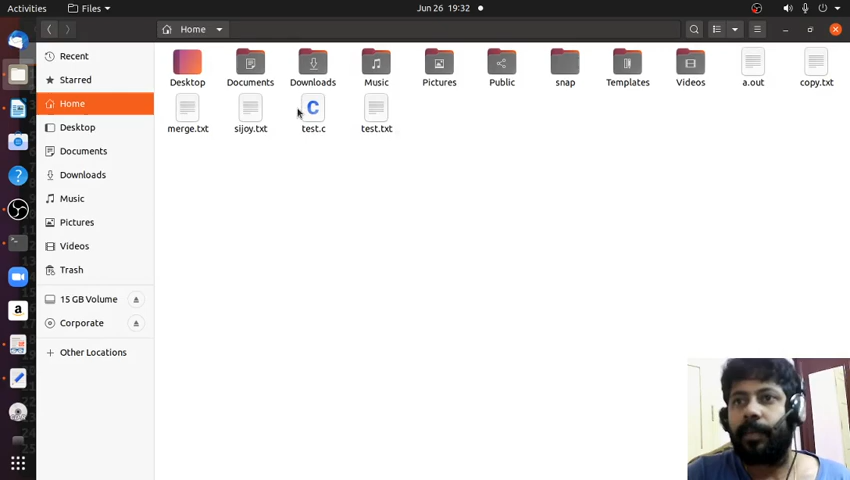 Activities Files Jun 26 19:32
Home
Recent
Starred
Home
Desktop
Documents
Downloads
Music
Pictures
Videos
Trash
15 GB Volume
Corporate
Other Locations
Desktop Documents Downloads Music Pictures Public snap Templates Videos a.out copy.txt
C
merge.txt sijoy.txt test.c test.txt